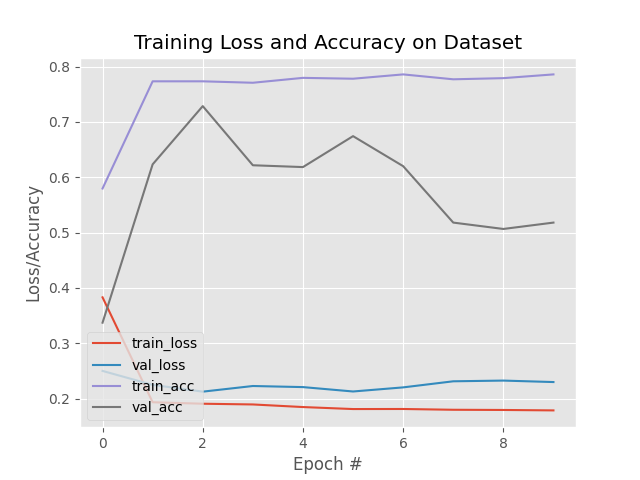 Training Loss and Accuracy on Dataset
Loss/Accuracy
0.8
0.7
0.6
0.5
0.4
0.3
0.2
train_loss
val_loss
train_acc
val_acc
0 2 4 6 8
Epoch #